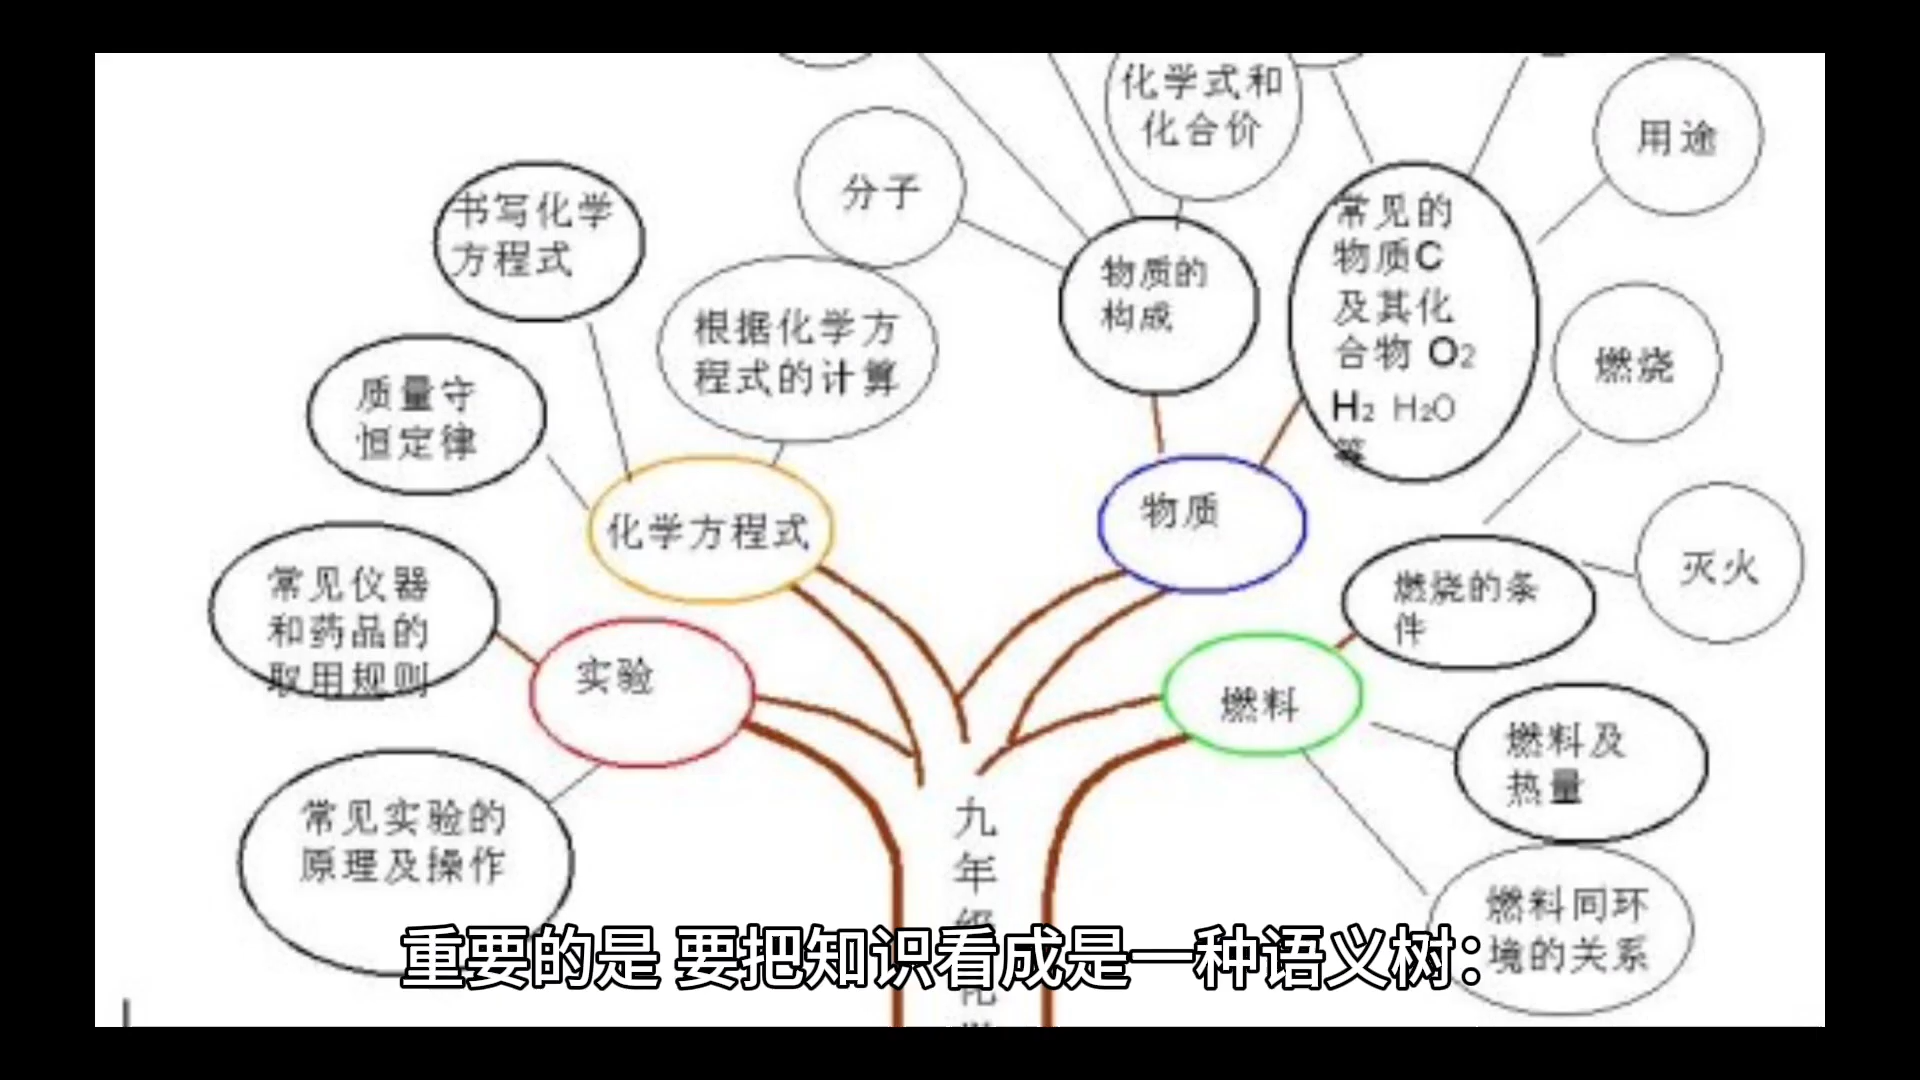 化学式和
化合价
用途
分子
书写化学
方程式
常见的
物质C
及其化
合物 O2
H2 H2O
等
物质的
构成
根据化学方
程式的计算
燃烧
质量守
恒定律
化学方程式
物质
灭火
常见仪器
和药品的
取用规则
燃烧的条
件
实验
燃料
燃料及
热量
常见实验的
原理及操作
九
年
级
化
燃料同环
境的关系
重要的是 要把知识看成是一种语义树：